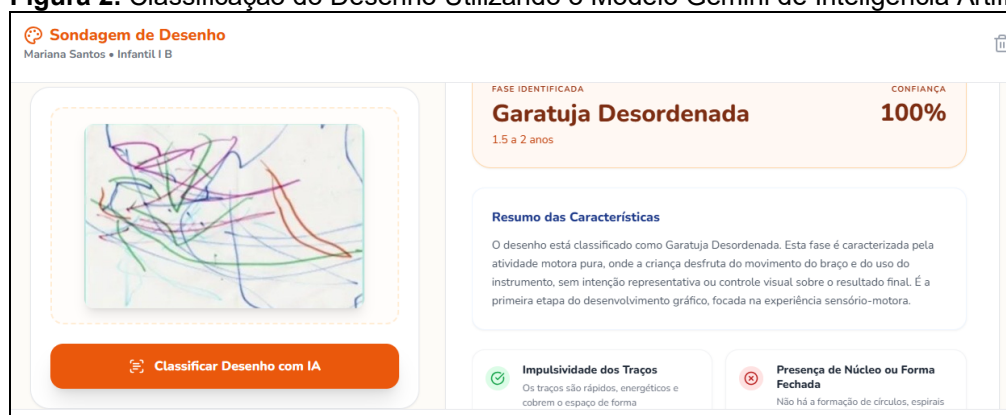 Figura 2. Classificação do Desenho Utilizando o Modelo Gemini de Inteligência
Sondagem de Desenho
Mariana Santos • Infantil I B
Classificar Desenho com IA
FASE IDENTIFICADA
CONFIANÇA
Garatuja Desordenada
100%
1.5 a 2 anos
Resumo das Características
O desenho está classificado como Garatuja Desordenada. Esta fase é caracterizada pela
atividade motora pura, onde a criança desfruta do movimento do braço e do uso do
instrumento, sem intenção representativa ou controle visual sobre o resultado final. É a
primeira etapa do desenvolvimento gráfico, focada na experiência sensório-motora.
Impulsividade dos Traços
Os traços são rápidos, energéticos e
cobrem o espaço de forma
Presença de Núcleo ou Forma
Fechada
Não há a formação de círculos, espirais